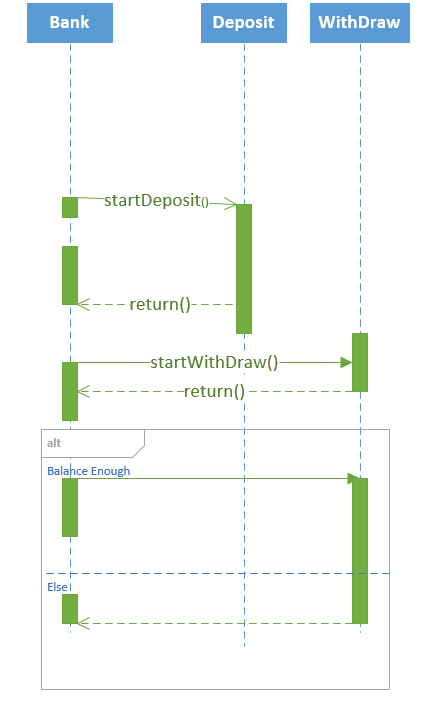 Bank
Deposit
WithDraw
startDeposit()
return()
startWithDraw()
return()
alt
Balance Enough
Else